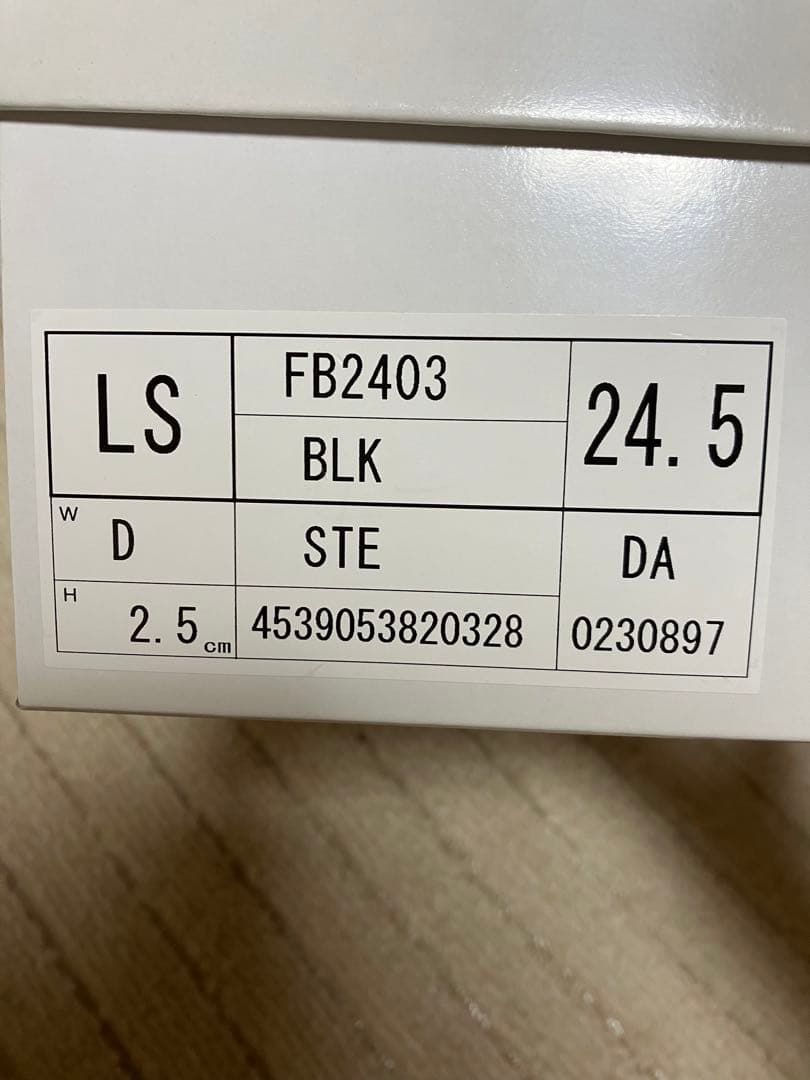 LS
FB2403
BLK
24.5
W
D
STE
DA
H
2.5cm
4539053820328
0230897